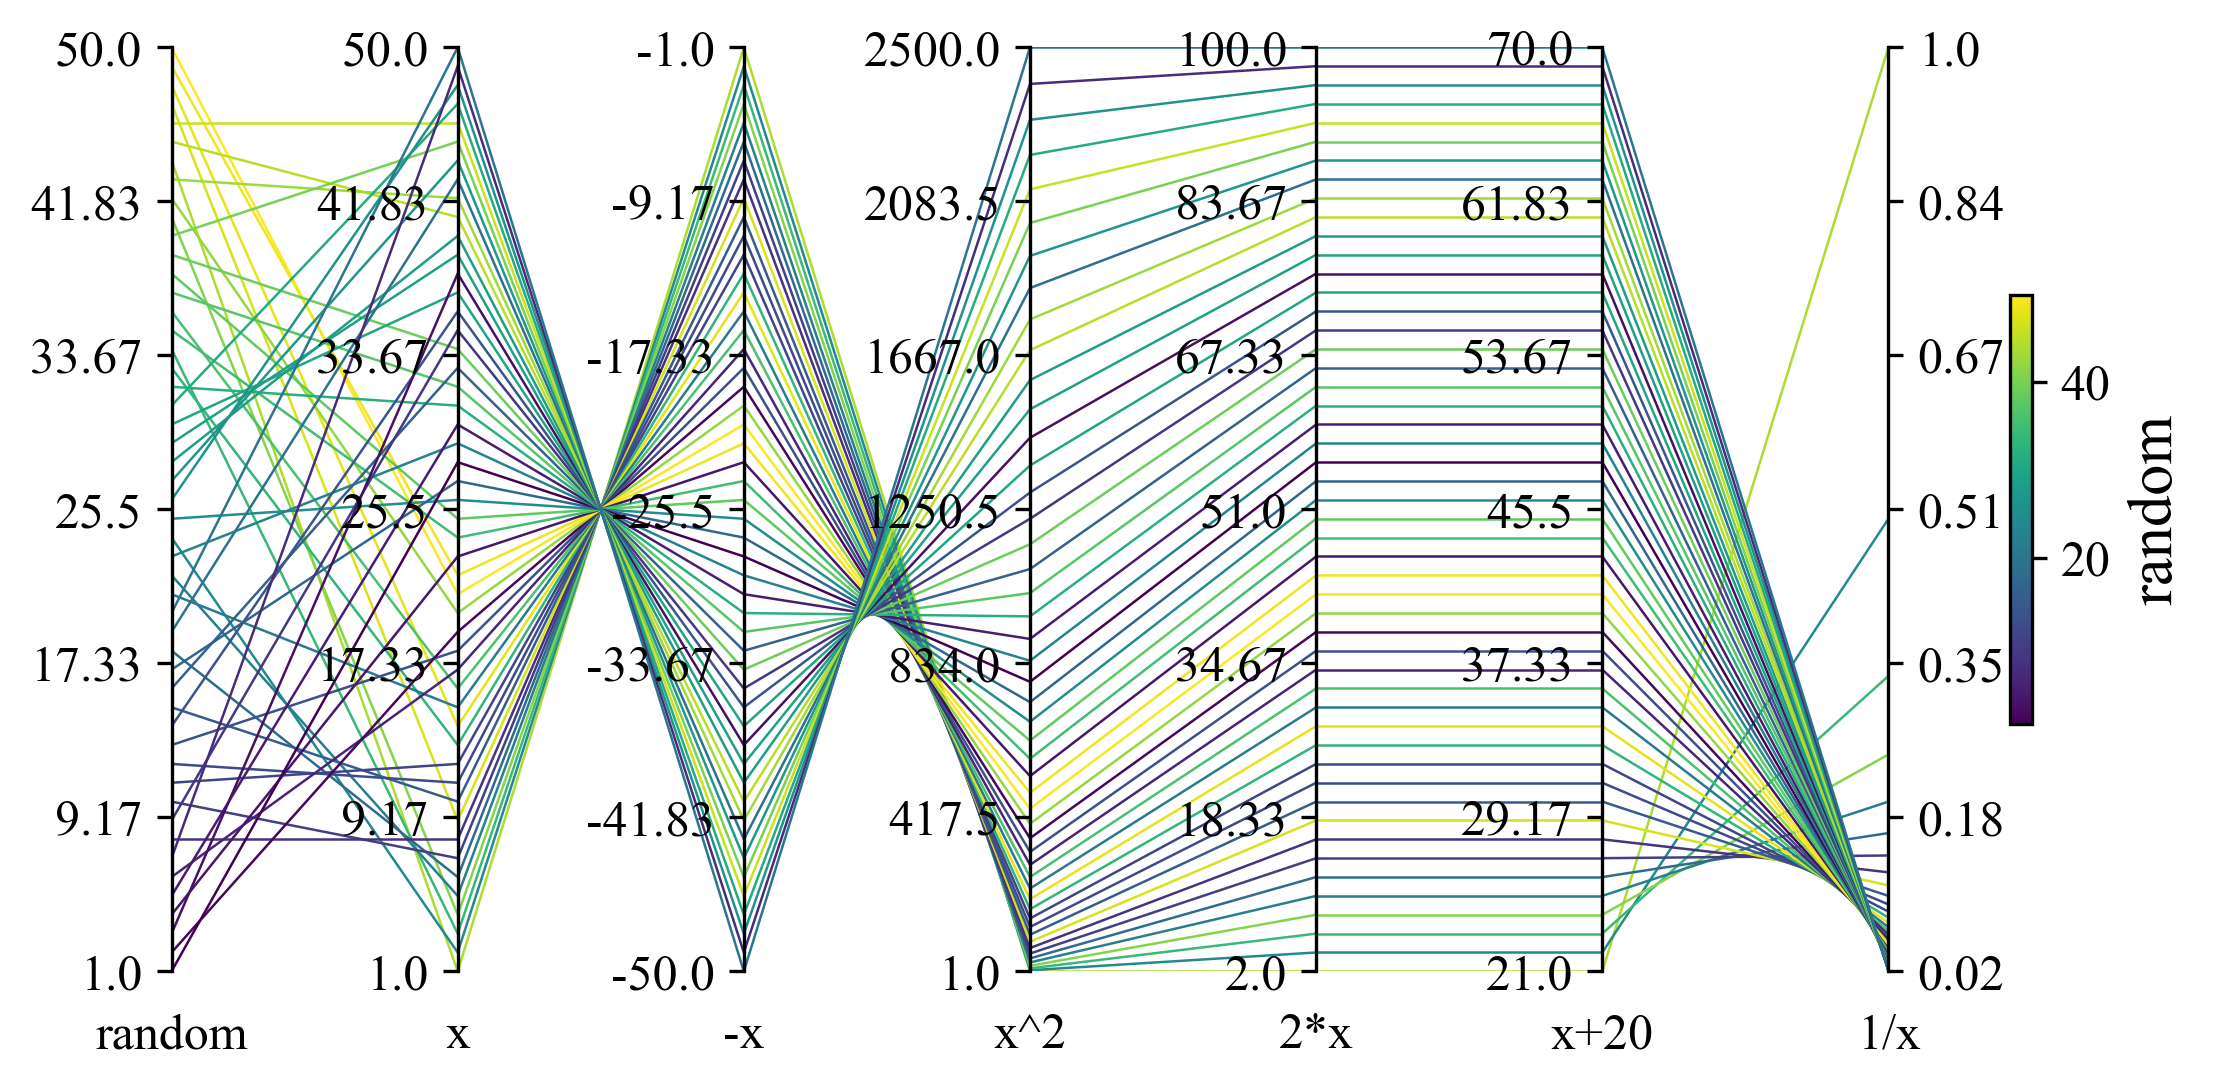 50.0 50.0 -1.0 2500.0 100.0 70.0 1.0
41.83 41.83 -9.17 2083.5 83.67 61.83 0.84
33.67 33.67 -17.33 1667.0 67.33 53.67 0.67
40
25.5 25.5 -25.5 1250.5 51.0 45.5 0.51
20
random
17.33 17.33 -33.67 834.0 34.67 37.33 0.35
9.17 9.17 -41.83 417.5 18.33 29.17 0.18
1.0 1.0 -50.0 1.0 2.0 21.0 0.02
random x -x x^2 2*x x+20 1/x